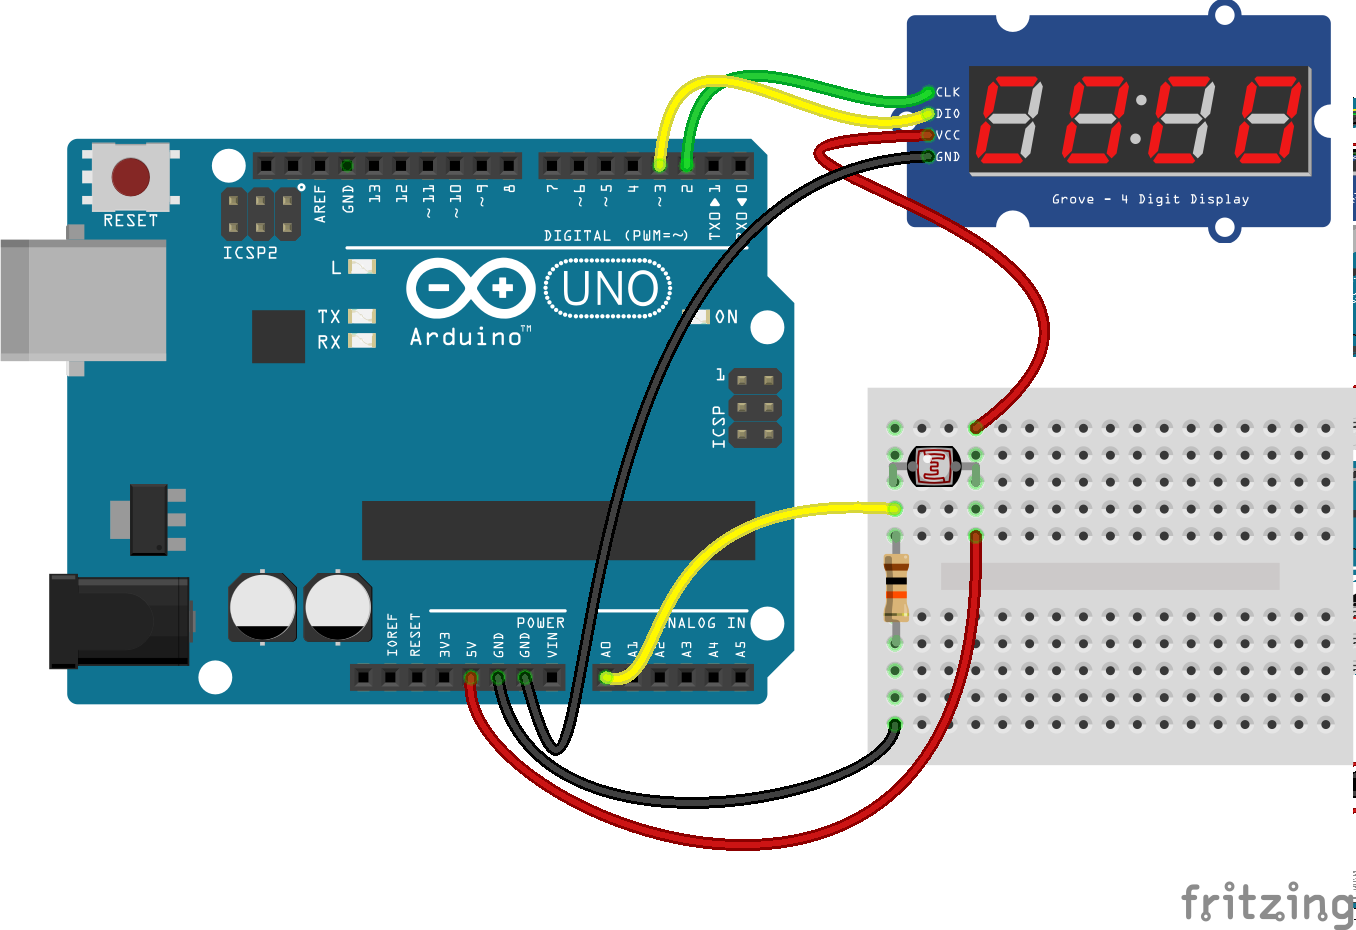 CLK
DIO
VCC
GND
Grove - 4 Digit Display
RESET
ICSP2
AREF
GND
13
12
~11
~10
~9
8
7
~6
~5
4
~3
2
TX0▶1
RX0◀0
DIGITAL (PWM=~)
L
TX
RX
Arduino™
UNO
ON
1
ICSP
POWER
ANALOG IN
IOREF
RESET
3V3
5V
GND
GND
VIN
A0
A1
A2
A3
A4
A5
fritzing